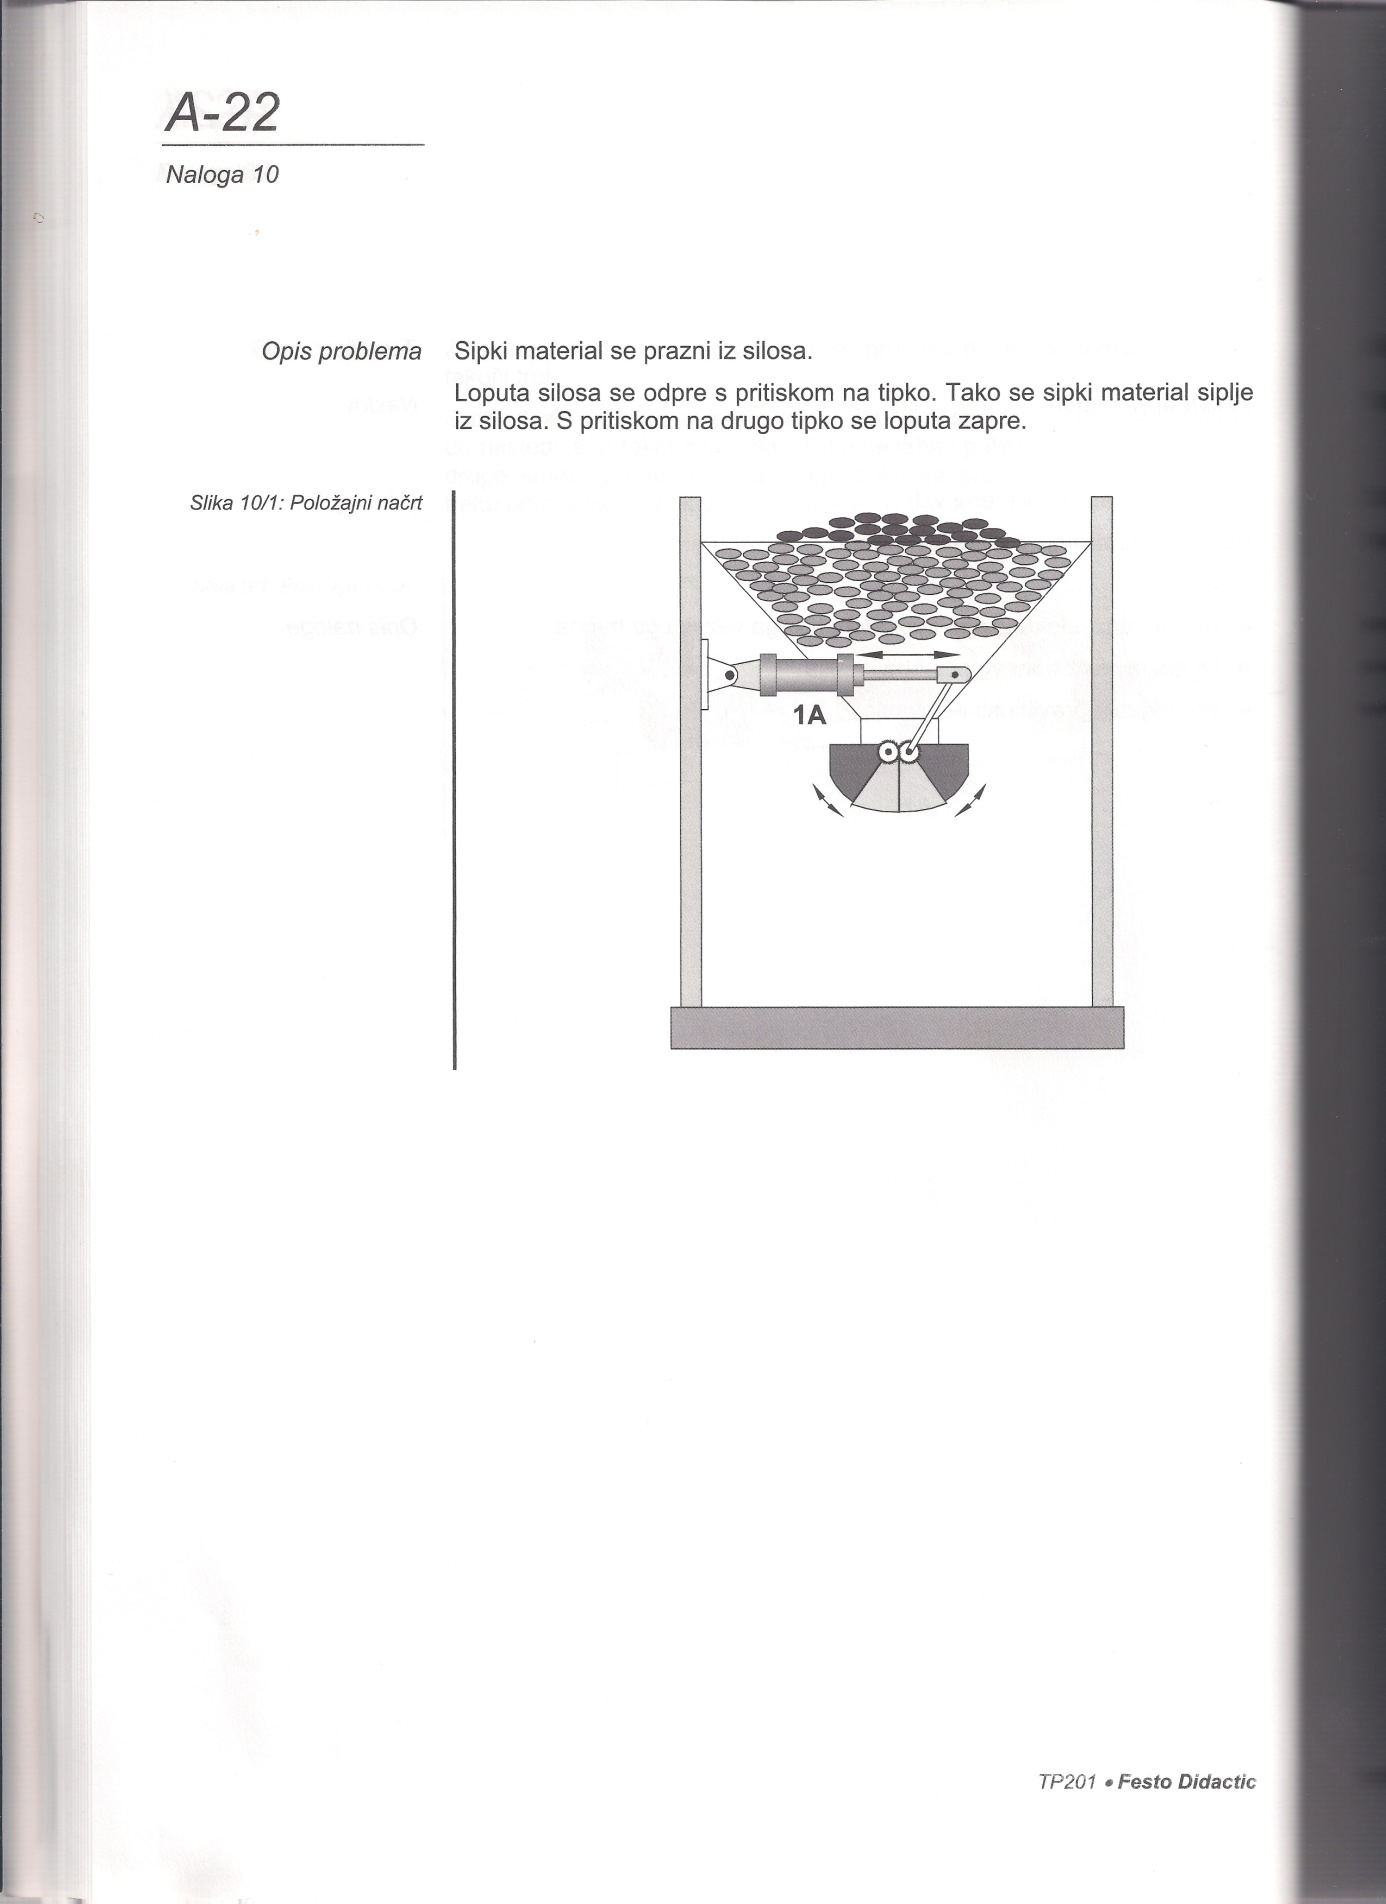 A-22
Naloga 10
Opis problema
Sipki material se prazni iz silosa.
Loputa silosa se odpre s pritiskom na tipko. Tako se sipki material siplje
iz silosa. S pritiskom na drugo tipko se loputa zapre.
Slika 10/1: Položajni načrt
1A
TP201 • Festo Didactic